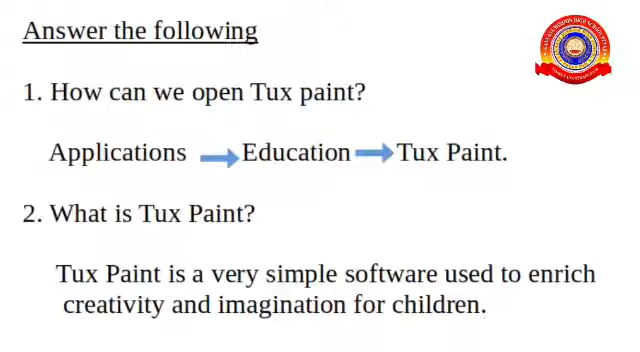 Answer the following
1. How can we open Tux paint?
Applications Education Tux Paint.
2. What is Tux Paint?
Tux Paint is a very simple software used to enrich
creativity and imagination for children.